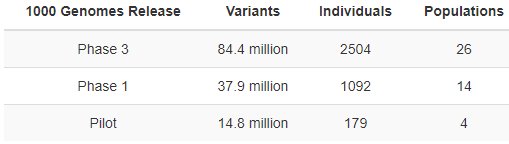 1000 Genomes Release Variants Individuals Populations
Phase 3 84.4 million 2504 26
Phase 1 37.9 million 1092 14
Pilot 14.8 million 179 4